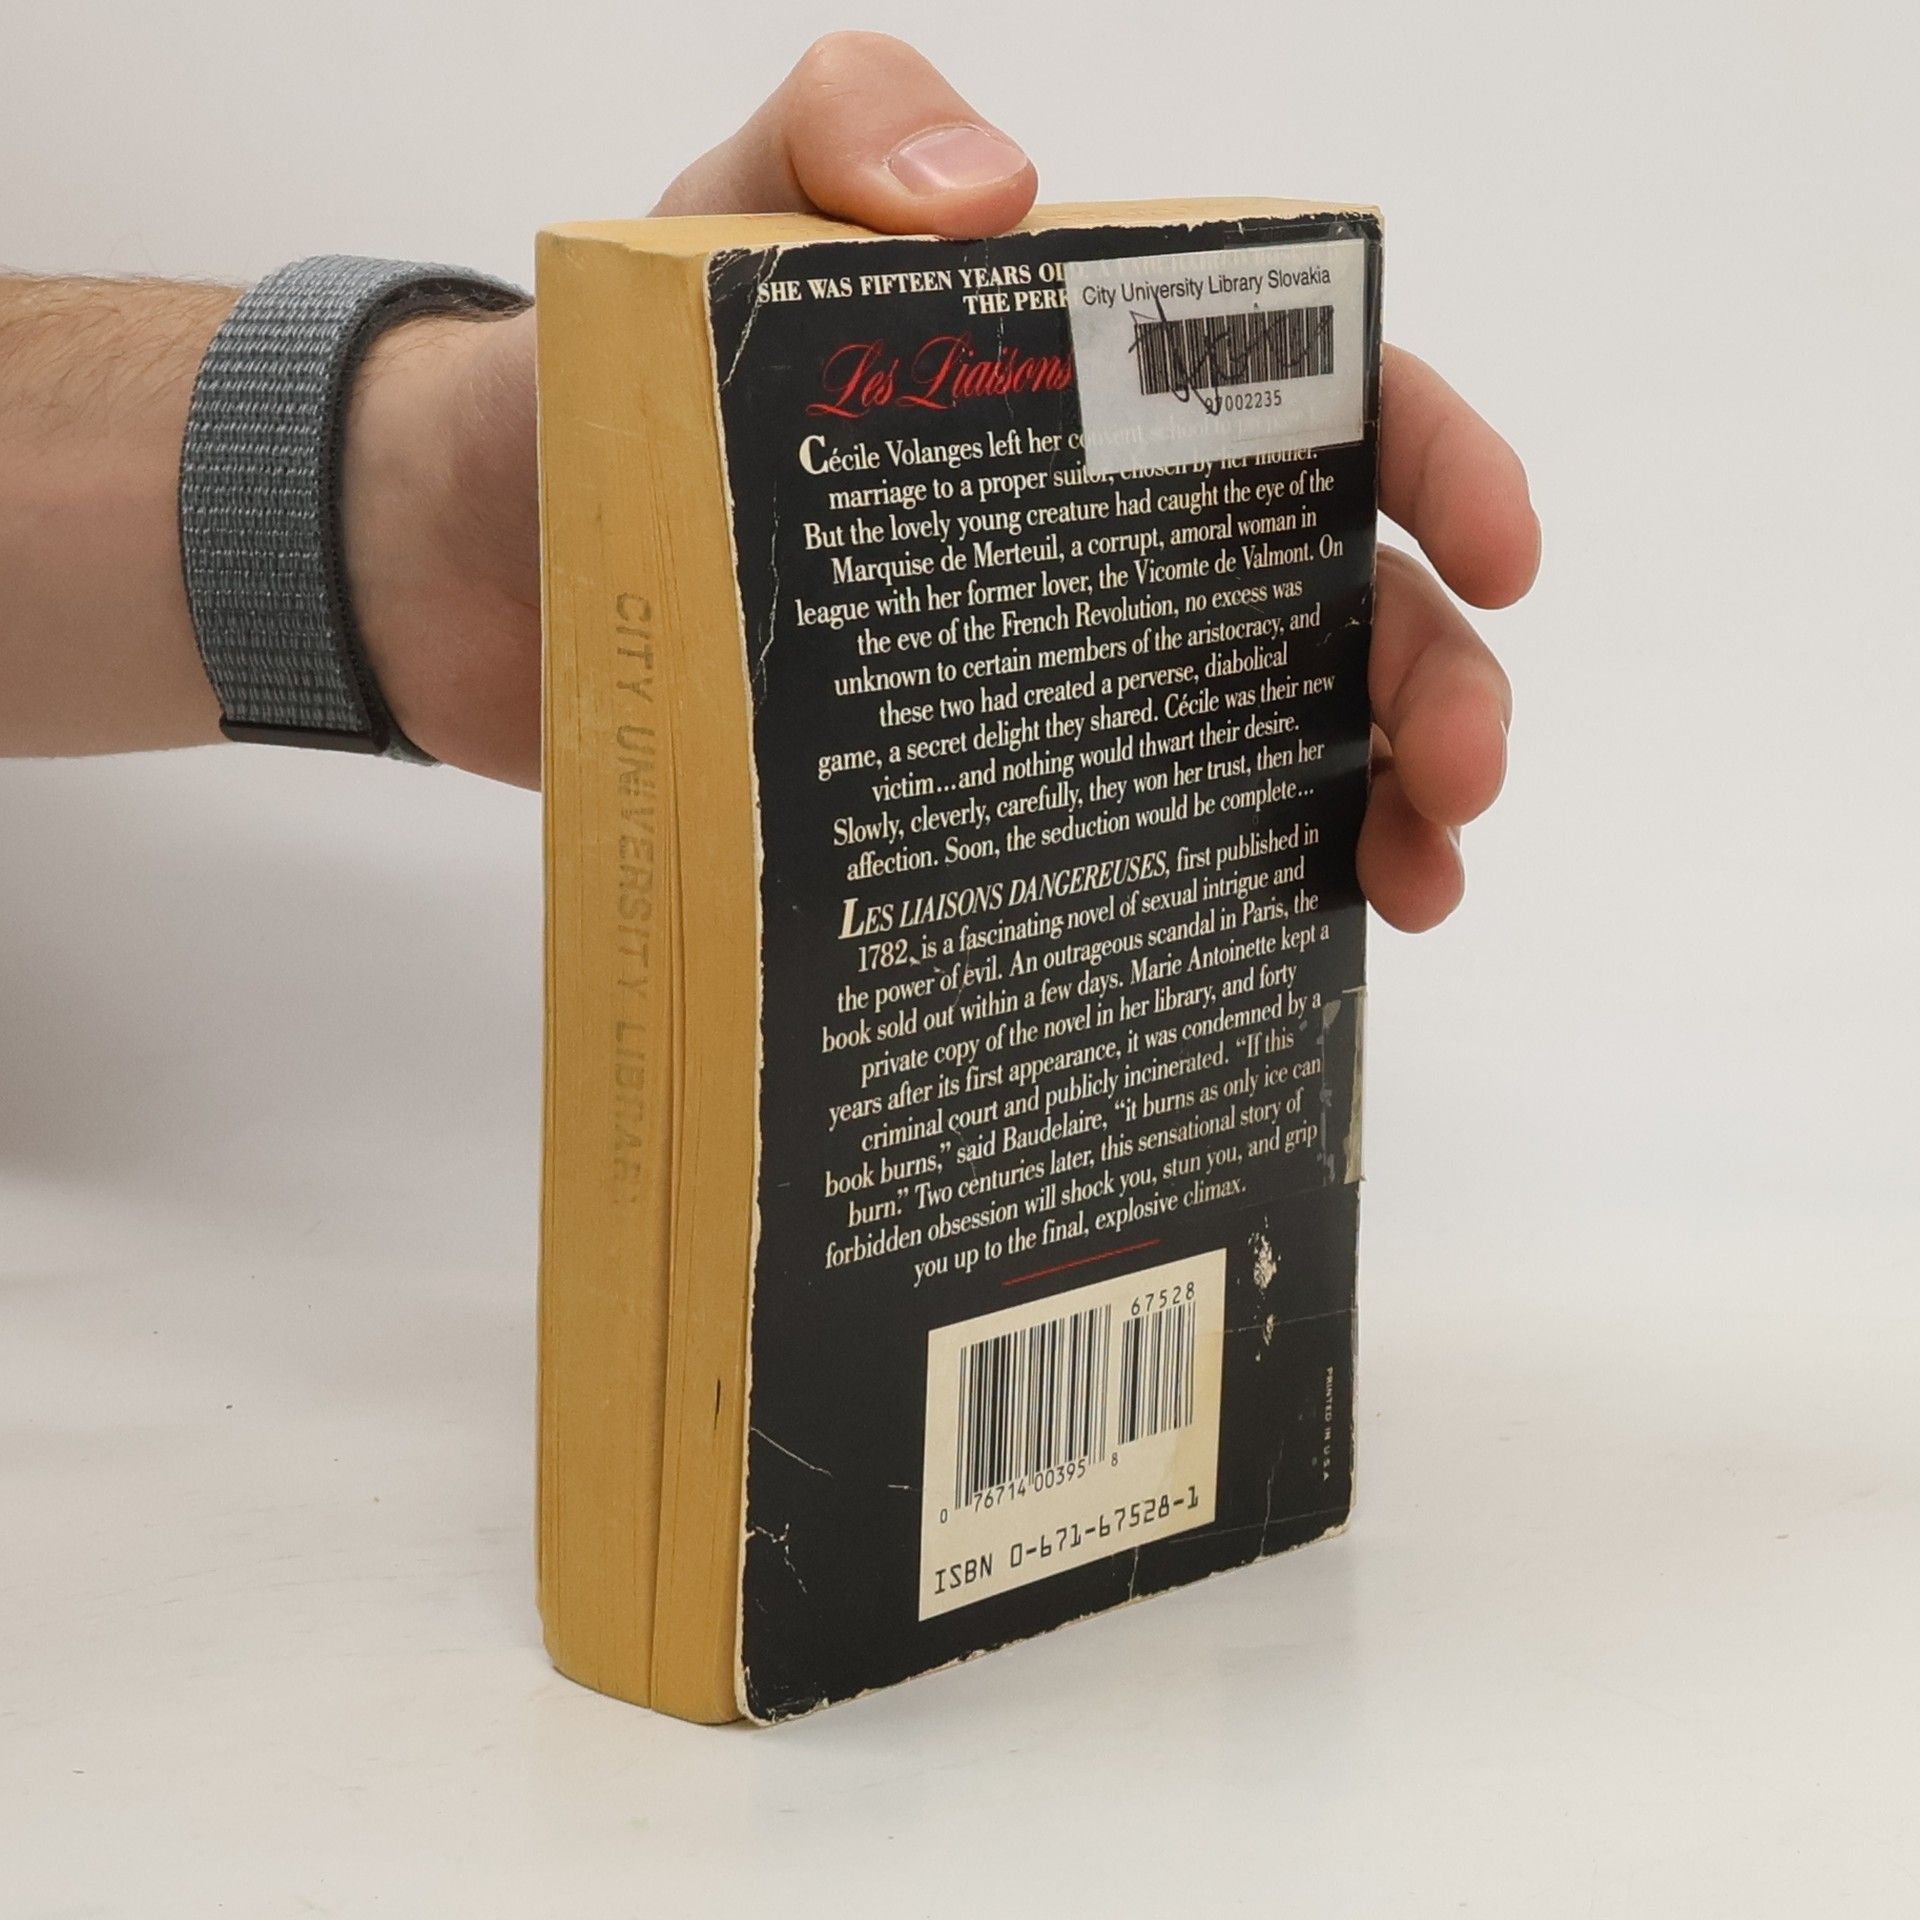 SHE WAS FIFTEEN YEARS
THE
City University Library Slovakia
97002235
Les Liaisons
Cécile Volanges left her convent school to
marriage to a proper suitor, chosen by her mother.
But the lovely young creature had caught the eye of the
Marquise de Merteuil, a corrupt, amoral woman in
league with her former lover, the Vicomte de Valmont. On
the eve of the French Revolution, no excess was
unknown to certain members of the aristocracy, and
these two had created a perverse, diabolical
game, a secret delight they shared. Cécile was their new
victim...and nothing would thwart their desire.
Slowly, cleverly, carefully, they won her trust, then her
affection. Soon, the seduction would be complete...
LES LIAISONS DANGEREUSES, first published in
1782, is a fascinating novel of sexual intrigue and
the power of evil. An outrageous scandal in Paris, the
book sold out within a few days. Marie Antoinette kept a
private copy of the novel in her library, and forty
years after its first appearance, it was condemned by a
criminal court and publicly incinerated. “If this
book burns,” said Baudelaire, “it burns as only ice can
burn.” Two centuries later, this sensational story of
forbidden obsession will shock you, stun you, and grip
you up to the final, explosive climax.
67528
0 76714 00395 8
ISBN 0-671-67528-1
PRINTED IN U.S.A.
CITY UNIVERSITY LIBRARY